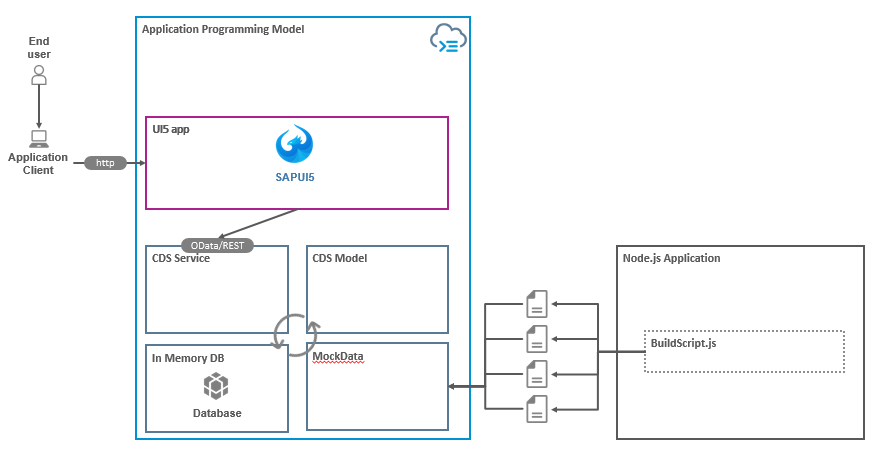 Application Programming Model
End
user
UI5 app
SAPUI5
Application
Client
http
OData/REST
CDS Service
CDS Model
Node.js Application
BuildScript.js
In Memory DB
MockData
Database